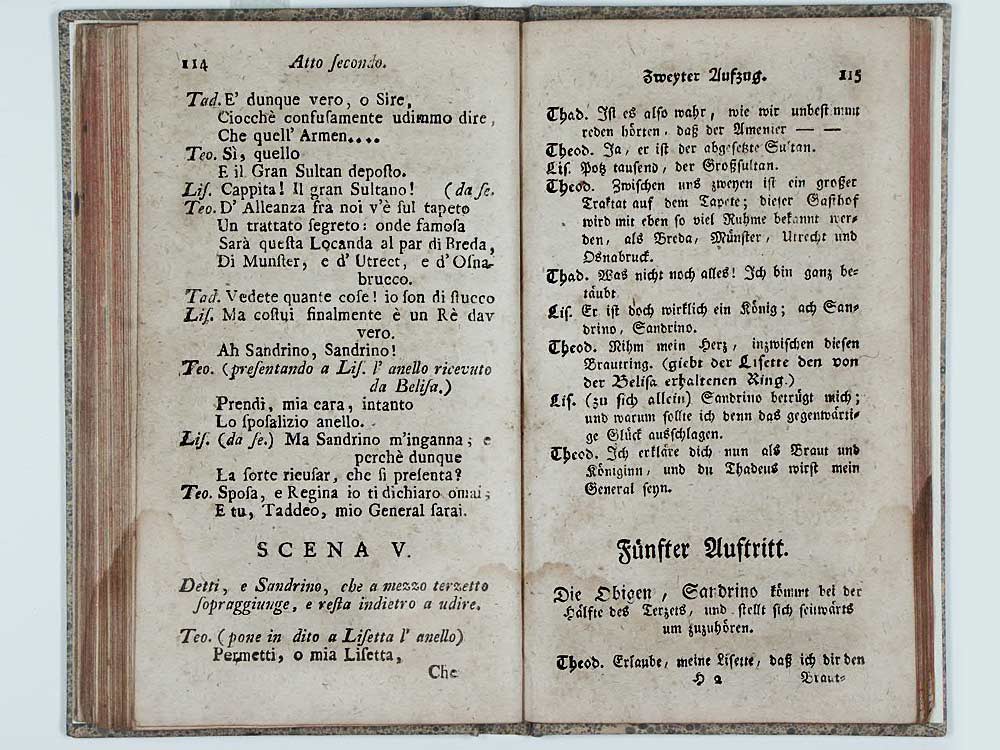 114 Atto ſecondo.
Tad. E' dunque vero, o Sire,
Ciocchè confuſamente udimmo dire,
Che quell' Armen....
Teo. Sì, quello
E il Gran Sultan depoſto.
Liſ. Cappita! Il gran Sultano! (da ſe.
Teo. D' Alleanza fra noi v'è ſul tapeto
Un trattato ſegreto: onde famoſa
Sarà queſta Locanda al par di Breda,
Di Munſter, e d' Utrect, e d' Oſna-
brucco.
Tad. Vedete quante coſe! io ſon di ſtucco
Liſ. Ma coſtui finalmente è un Rè dav
vero.
Ah Sandrino, Sandrino!
Teo. (preſentando a Liſ. l' anello ricevuto
da Beliſa.)
Prendi, mia cara, intanto
Lo ſpoſalizio anello.
Liſ. (da ſe.) Ma Sandrino m'inganna; e
perchè dunque
La ſorte ricuſar, che ſi preſenta?
Teo. Spoſa, e Regina io ti dichiaro omai;
E tu, Taddeo, mio General ſarai.
SCENA V.
Detti, e Sandrino, che a mezzo terzetto
ſopraggiunge, e reſta indietro a udire.
Teo. (pone in dito a Liſetta l' anello)
Permetti, o mia Liſetta,
Che
Zweyter Aufzug. 115
Thad. Iſt es alſo wahr, wie wir unbeſtimmt
reden hörten, daß der Amenier — —
Theod. Ja, er iſt der abgeſetzte Sultan.
Liſ. Potz tauſend, der Großſultan.
Theod. Zwiſchen uns zweyen iſt ein großer
Traktat auf dem Tapete; dieſer Gaſthof
wird mit eben ſo viel Ruhme bekannt wer-
den, als Breda, Münſter, Utrecht und
Osnabruck.
Thad. Was nicht noch alles! Ich bin ganz be-
täubt
Liſ. Er iſt doch wirklich ein König; ach San-
drino, Sandrino.
Theod. Nihm mein Herz, inzwiſchen dieſen
Brautring. (giebt der Liſette den von
der Beliſa erhaltenen Ring.)
Liſ. (zu ſich allein) Sandrino betrügt mich;
und warum ſollte ich denn das gegenwärti-
ge Glück ausſchlagen.
Theod. Ich erkläre dich nun als Braut und
Königinn, und du Thadeus wirſt mein
General ſeyn.
Fünfter Auftritt.
Die Obigen, Sandrino kömmt bei der
Hälfte des Terzets, und ſtellt ſich ſeitwärts
um zuzuhören.
Theod. Erlaube, meine Liſette, daß ich dir den
H 2 Braut-